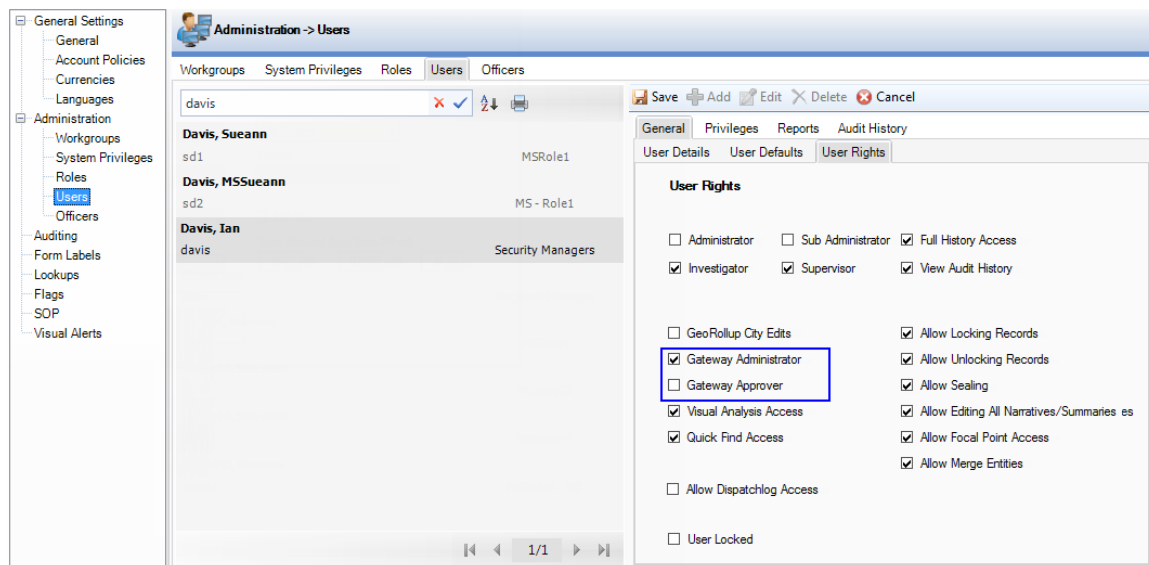 General Settings
General
Account Policies
Currencies
Languages
Administration
Workgroups
System Privileges
Roles
Users
Officers
Auditing
Form Labels
Lookups
Flags
SOP
Visual Alerts
Administration -> Users
Workgroups System Privileges Roles Users Officers
davis
Davis, Sueann
sd1 MSRole1
Davis, MSSueann
sd2 MS - Role1
Davis, Ian
davis Security Managers
1/1
Save Add Edit Delete Cancel
General Privileges Reports Audit History
User Details User Defaults User Rights
User Rights
Administrator Sub Administrator Full History Access
Investigator Supervisor View Audit History
GeoRollup City Edits Allow Locking Records
Gateway Administrator Allow Unlocking Records
Gateway Approver Allow Sealing
Visual Analysis Access Allow Editing All Narratives/Summaries es
Quick Find Access Allow Focal Point Access
Allow Merge Entities
Allow Dispatchlog Access
User Locked